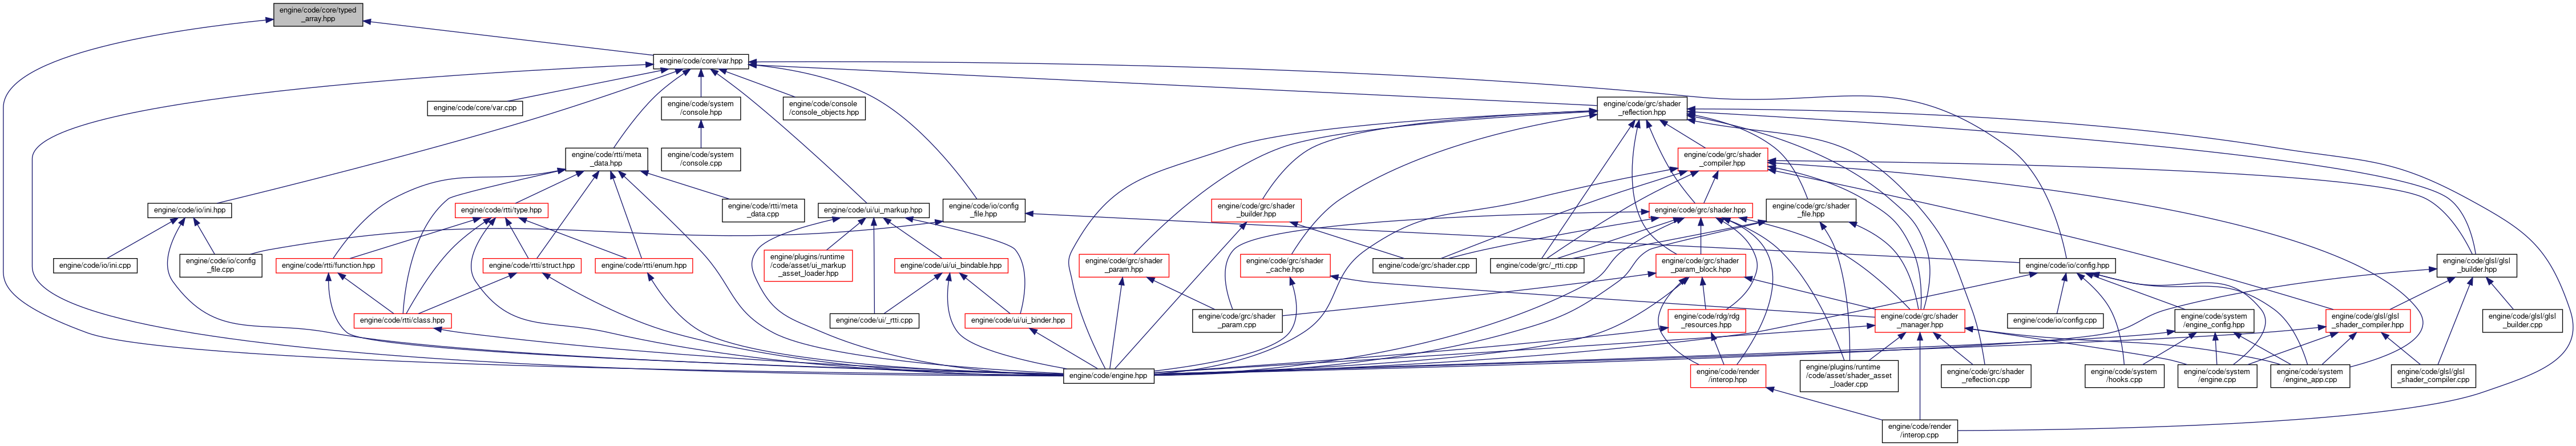 engine/code/core/typed
_array.hpp
engine/code/core/var.hpp
engine/code/core/var.cpp
engine/code/system
/console.hpp
engine/code/console
/console_objects.hpp
engine/code/grc/shader
_reflection.hpp
engine/code/rtti/meta
_data.hpp
engine/code/system
/console.cpp
engine/code/grc/shader
_compiler.hpp
engine/code/io/ini.hpp
engine/code/rtti/type.hpp
engine/code/rtti/meta
_data.cpp
engine/code/ui/ui_markup.hpp
engine/code/io/config
_file.hpp
engine/code/grc/shader
_builder.hpp
engine/code/grc/shader.hpp
engine/code/grc/shader
_file.hpp
engine/code/io/ini.cpp
engine/code/io/config
_file.cpp
engine/code/rtti/function.hpp
engine/code/rtti/struct.hpp
engine/code/rtti/enum.hpp
engine/plugins/runtime
/code/asset/ui_markup
_asset_loader.hpp
engine/code/ui/ui_bindable.hpp
engine/code/grc/shader
_param.hpp
engine/code/grc/shader
_cache.hpp
engine/code/grc/shader.cpp
engine/code/grc/_rtti.cpp
engine/code/grc/shader
_param_block.hpp
engine/code/io/config.hpp
engine/code/glsl/glsl
_builder.hpp
engine/code/rtti/class.hpp
engine/code/ui/_rtti.cpp
engine/code/ui/ui_binder.hpp
engine/code/grc/shader
_param.cpp
engine/code/rdg/rdg
_resources.hpp
engine/code/grc/shader
_manager.hpp
engine/code/io/config.cpp
engine/code/system
/engine_config.hpp
engine/code/glsl/glsl
_shader_compiler.hpp
engine/code/glsl/glsl
_builder.cpp
engine/code/engine.hpp
engine/code/render
/interop.hpp
engine/plugins/runtime
/code/asset/shader_asset
_loader.cpp
engine/code/grc/shader
_reflection.cpp
engine/code/system
/hooks.cpp
engine/code/system
/engine.cpp
engine/code/system
/engine_app.cpp
engine/code/glsl/glsl
_shader_compiler.cpp
engine/code/render
/interop.cpp